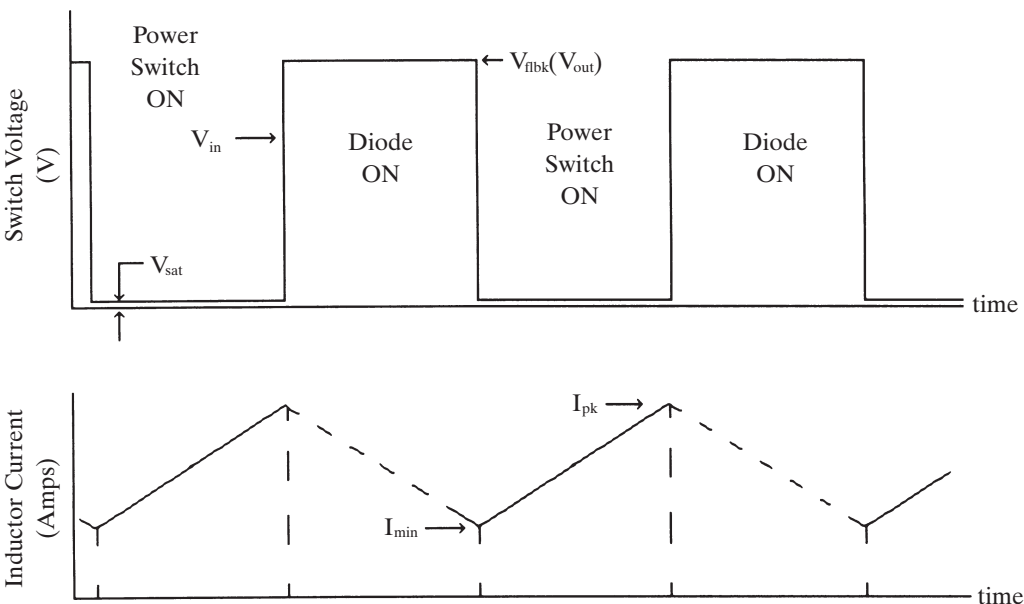 Power
Switch
ON
V_flbk(V_out)
V_in
Diode
ON
Power
Switch
ON
Diode
ON
V_sat
Switch Voltage
(V)
time
I_pk
I_min
Inductor Current
(Amps)
time